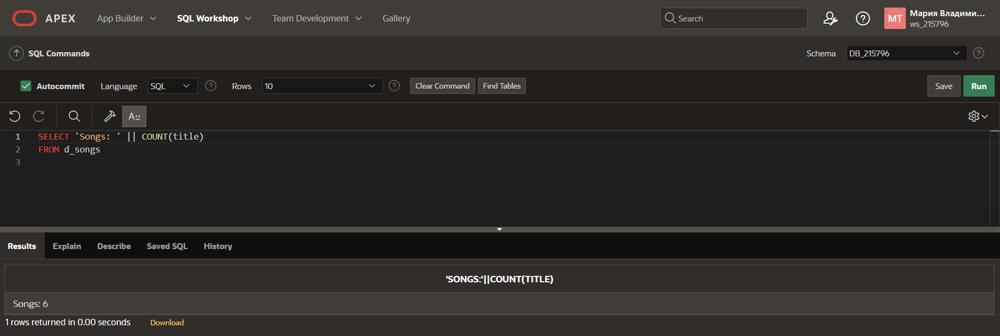 APEX App Builder SQL Workshop Team Development Gallery Search MT Мария Владими...
ws_215796
SQL Commands Schema DB_215796 ?
Autocommit Language SQL ? Rows 10 ? Clear Command Find Tables Save Run
A::
1 SELECT 'Songs: ' || COUNT(title)
2 FROM d_songs
3
Results Explain Describe Saved SQL History
'SONGS:'||COUNT(TITLE)
Songs: 6
1 rows returned in 0.00 seconds Download